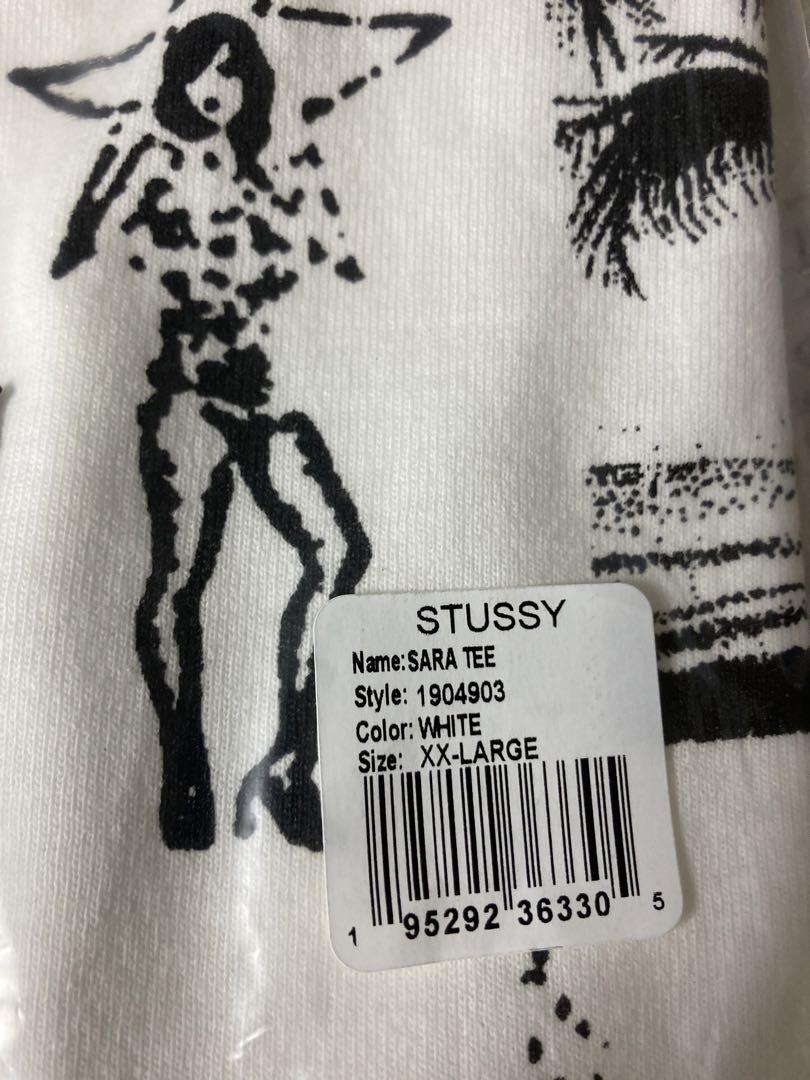 STUSSY
Name:SARA TEE
Style: 1904903
Color: WHITE
Size: XX-LARGE
1 95292 36330 5